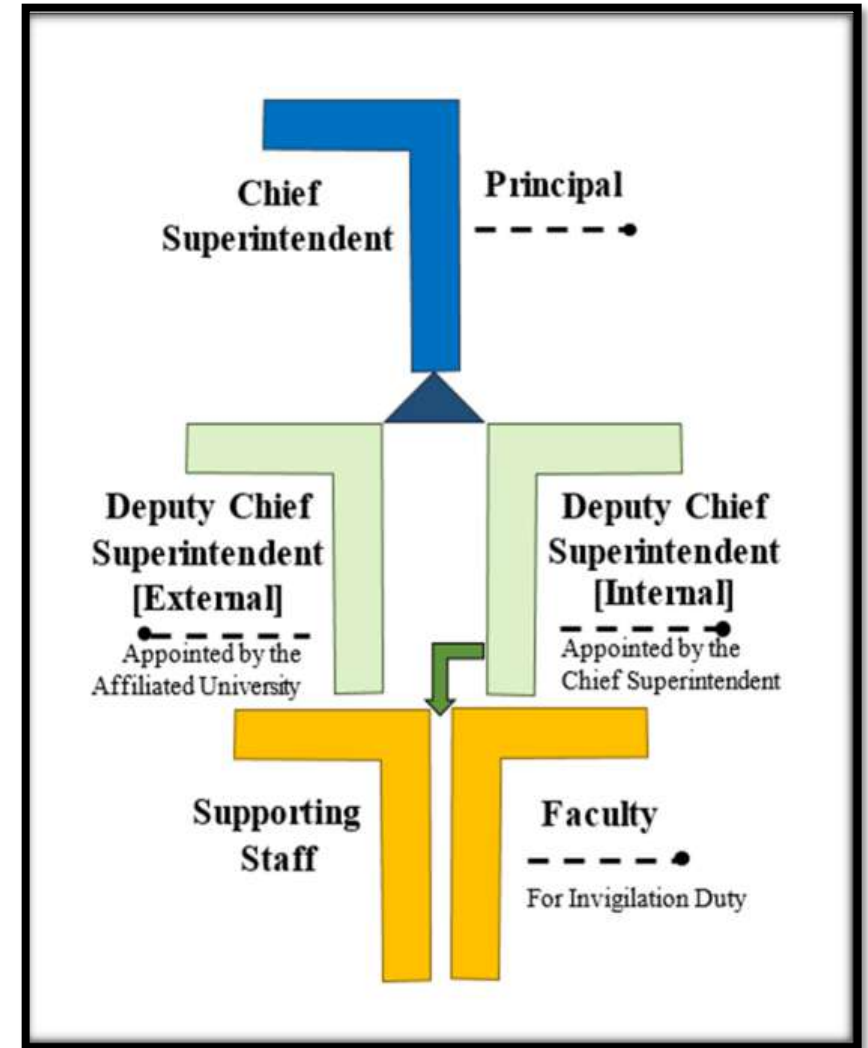 Chief
Superintendent
Principal
Deputy Chief
Superintendent
[External]
Appointed by the
Affiliated University
Deputy Chief
Superintendent
[Internal]
Appointed by the
Chief Superintendent
Supporting
Staff
Faculty
For Invigilation Duty